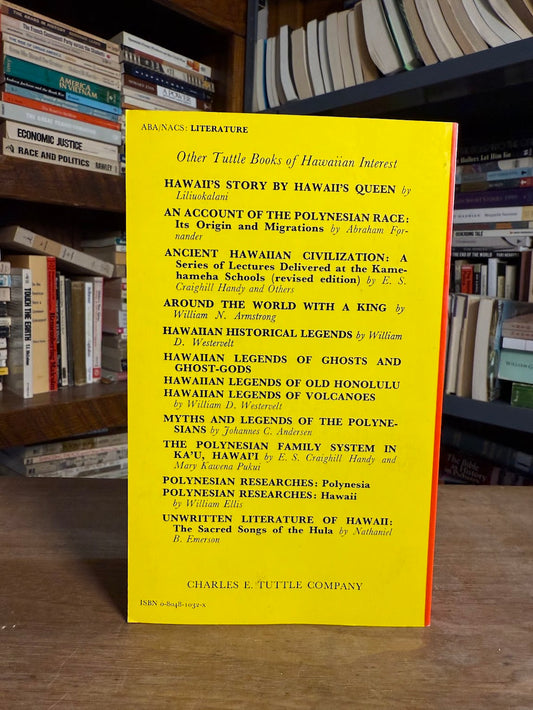 ABA/NACS: LITERATURE
Other Tuttle Books of Hawaiian Interest
HAWAII'S STORY BY HAWAII'S QUEEN by
Liliuokalani
AN ACCOUNT OF THE POLYNESIAN RACE:
Its Origin and Migrations by Abraham For-
nander
ANCIENT HAWAIIAN CIVILIZATION: A
Series of Lectures Delivered at the Kame-
hameha Schools (revised edition) by E. S.
Craighill Handy and Others
AROUND THE WORLD WITH A KING by
William N. Armstrong
HAWAIIAN HISTORICAL LEGENDS by William
D. Westervelt
HAWAIIAN LEGENDS OF GHOSTS AND
GHOST-GODS
HAWAIIAN LEGENDS OF OLD HONOLULU
HAWAIIAN LEGENDS OF VOLCANOES
by William D. Westervelt
MYTHS AND LEGENDS OF THE POLYNE-
SIANS by Johannes C. Andersen
THE POLYNESIAN FAMILY SYSTEM IN
KA'U, HAWAI'I by E. S. Craighill Handy and
Mary Kawena Pukui
POLYNESIAN RESEARCHES: Polynesia
POLYNESIAN RESEARCHES: Hawaii
by William Ellis
UNWRITTEN LITERATURE OF HAWAII:
The Sacred Songs of the Hula by Nathaniel
B. Emerson
CHARLES E. TUTTLE COMPANY
ISBN 0-8048-1032-X
AMERICA
IN VIETNAM
ECONOMIC JUSTICE
RACE AND POLITICS